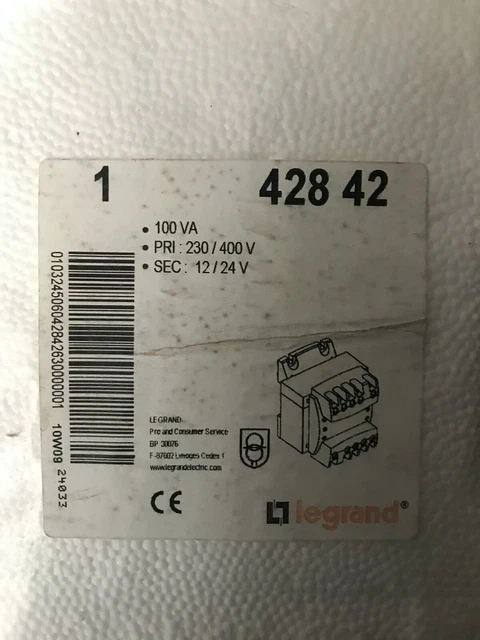 1 428 42
• 100 VA
• PRI : 230 / 400 V
• SEC : 12 / 24 V
01032450604284263000000001 10W09 24033
LEGRAND
Pro and Consumer Service
BP 30076
F-87002 Limoges Cedex 1
www.legrandelectric.com
CE
legrand®